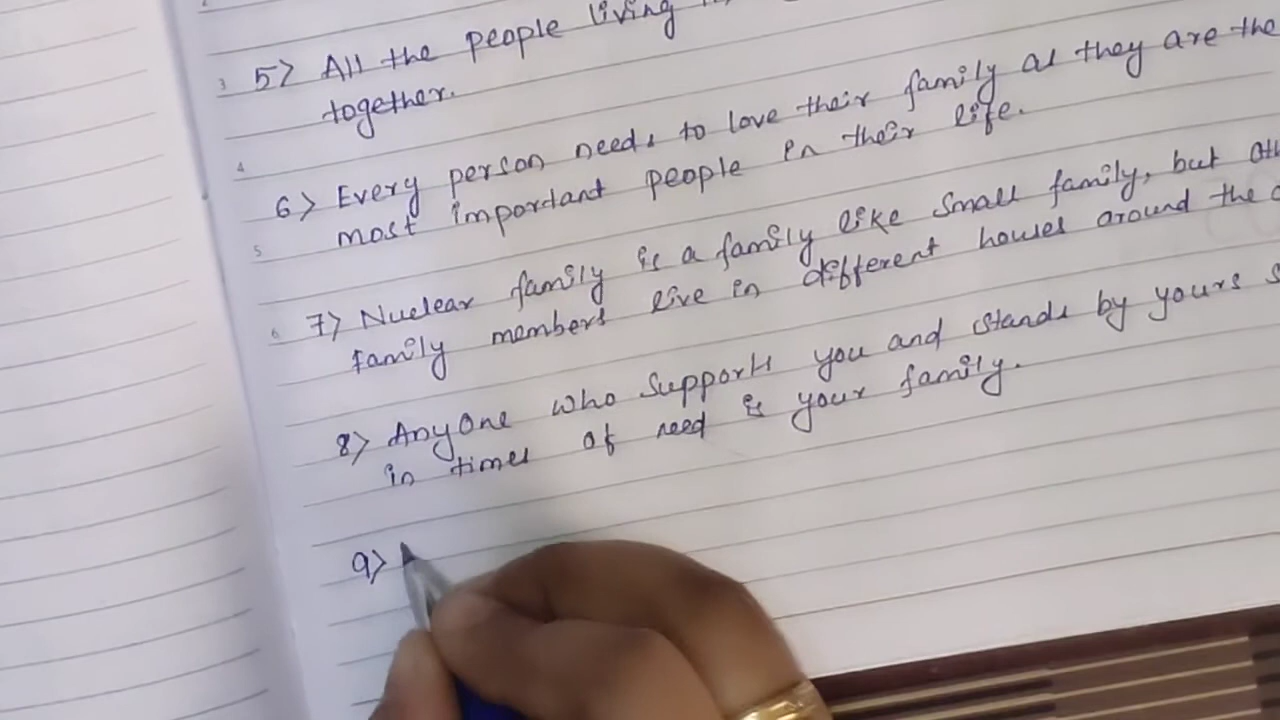 5> All the people living
together.
6> Every person needs to love their family as they are the
most important people in their life.
7> Nuclear family is a family like small family, but
family members live in different houses around the
8> Anyone who supports you and stands by yours
in times of need is your family.
9>